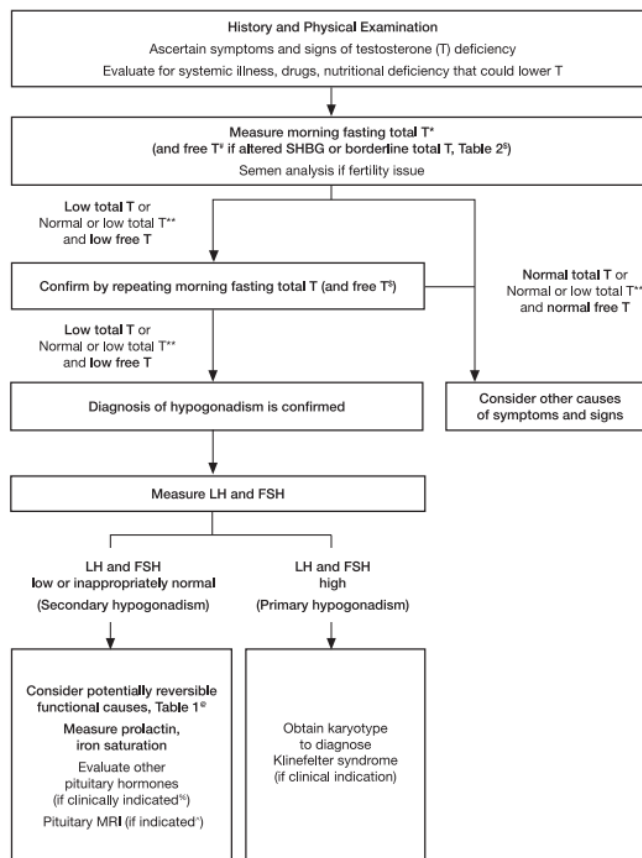 History and Physical Examination
Ascertain symptoms and signs of testosterone (T) deficiency
Evaluate for systemic illness, drugs, nutritional deficiency that could lower T
Measure morning fasting total T*
(and free T# if altered SHBG or borderline total T, Table 2$)
Semen analysis if fertility issue
Low total T or
Normal or low total T**
and low free T
Normal total T or
Normal or low total T**
and normal free T
Confirm by repeating morning fasting total T (and free T$)
Low total T or
Normal or low total T**
and low free T
Diagnosis of hypogonadism is confirmed
Consider other causes
of symptoms and signs
Measure LH and FSH
LH and FSH
low or inappropriately normal
(Secondary hypogonadism)
LH and FSH
high
(Primary hypogonadism)
Consider potentially reversible
functional causes, Table 1@
Measure prolactin,
iron saturation
Evaluate other
pituitary hormones
(if clinically indicated%)
Pituitary MRI (if indicated^)
Obtain karyotype
to diagnose
Klinefelter syndrome
(if clinical indication)